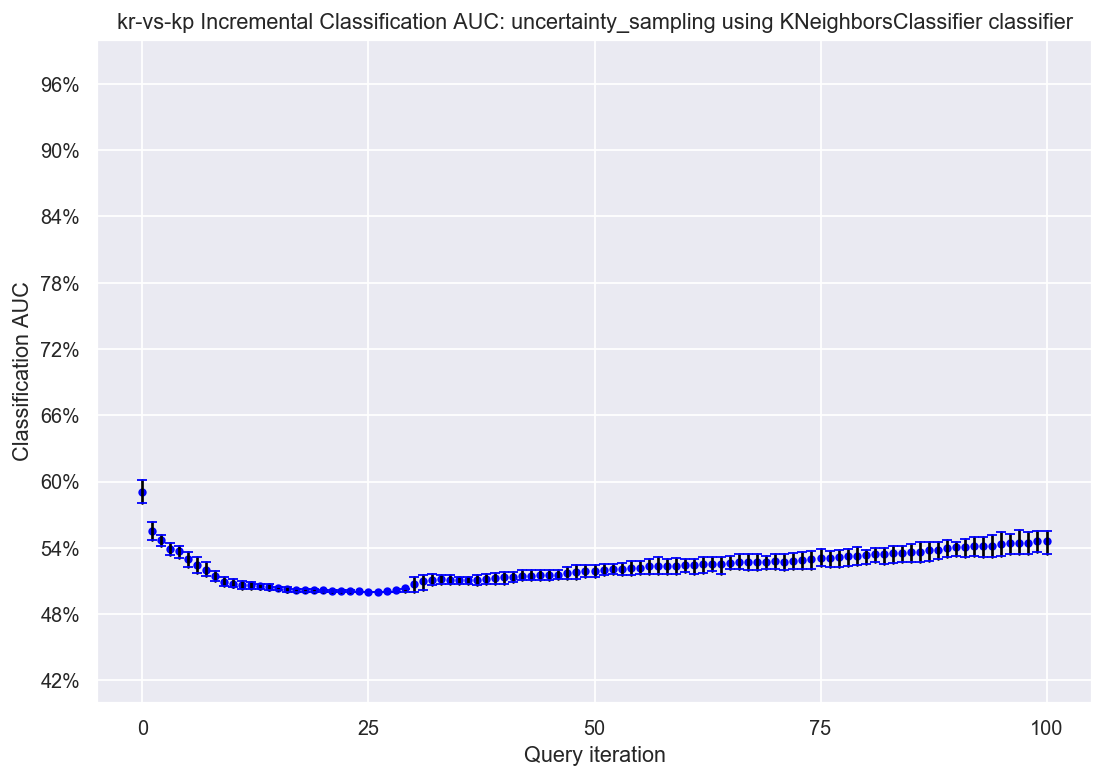 kr-vs-kp Incremental Classification AUC: uncertainty_sampling using KNeighborsClassifier classifier
96%
90%
84%
78%
72%
66%
60%
54%
48%
42%
Classification AUC
0 25 50 75 100
Query iteration